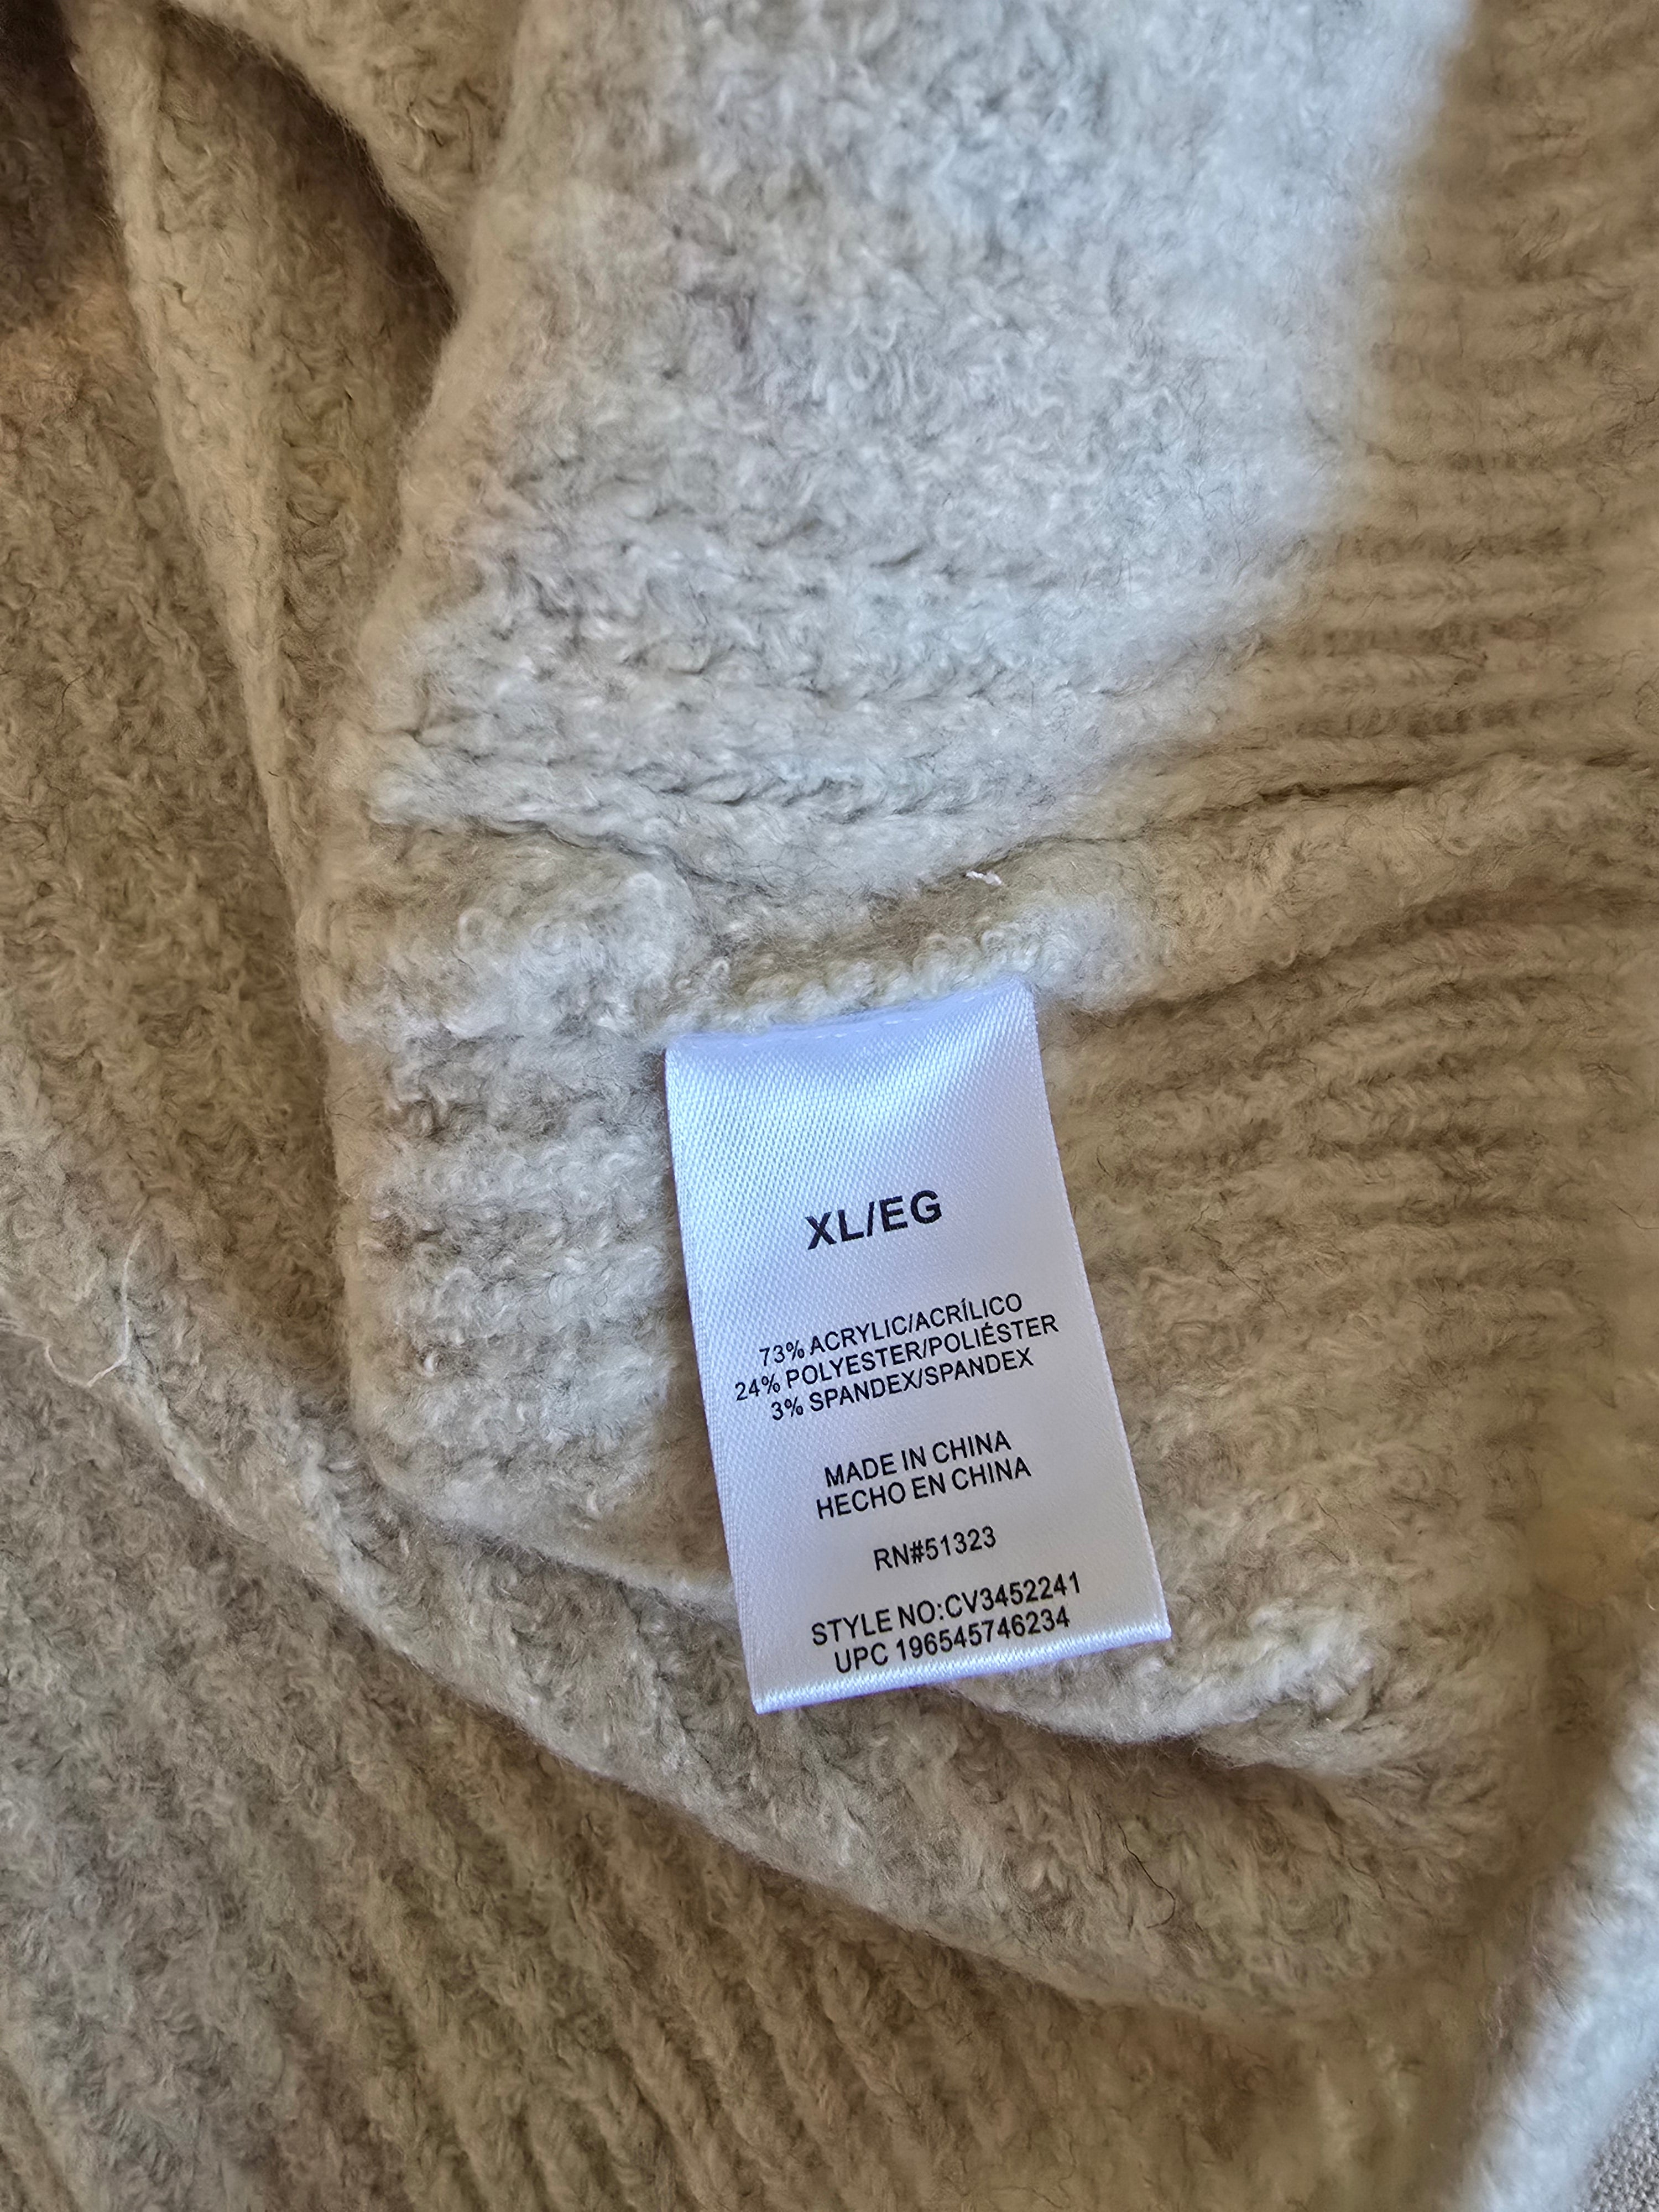 XL/EG
73% ACRYLIC/ACRÍLICO
24% POLYESTER/POLIÉSTER
3% SPANDEX/SPANDEX
MADE IN CHINA
HECHO EN CHINA
RN#51323
STYLE NO:CV3452241
UPC 196545746234